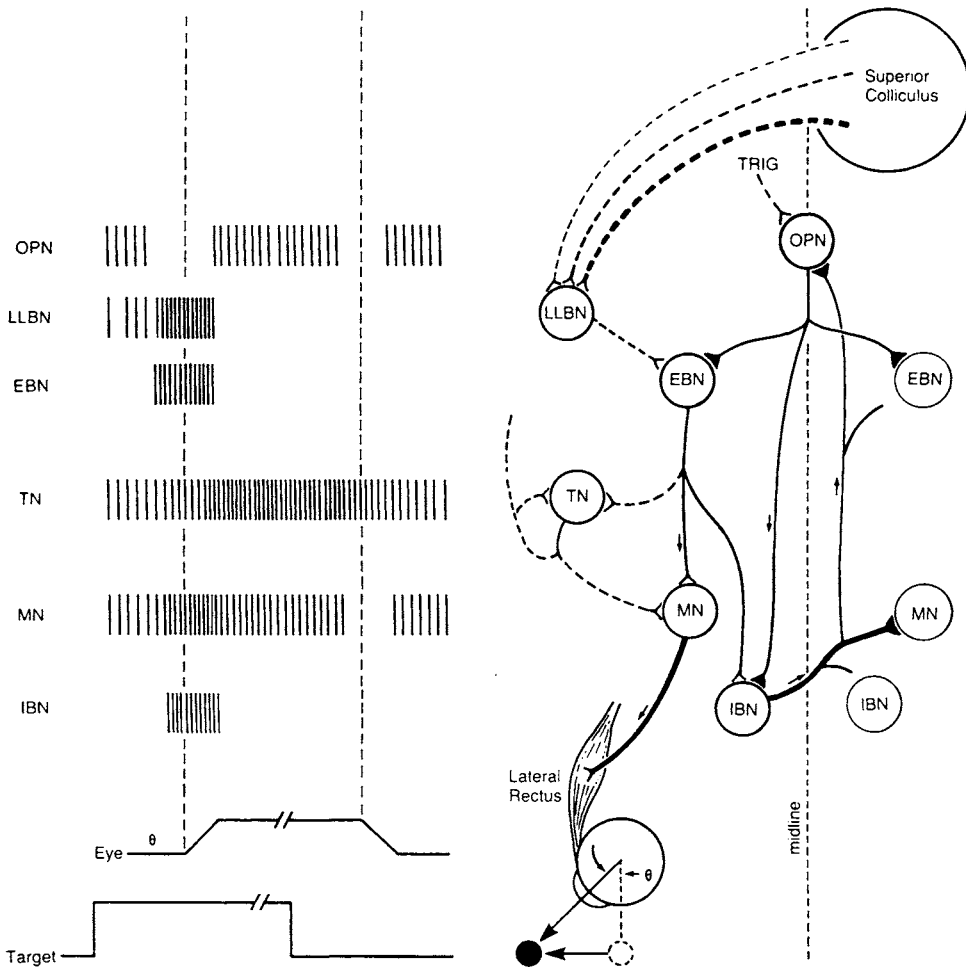 OPN
LLBN
EBN
TN
MN
IBN
θ
Eye
Target
Superior
Colliculus
TRIG
OPN
LLBN
EBN
EBN
TN
MN
MN
IBN
IBN
Lateral
Rectus
midline
θ